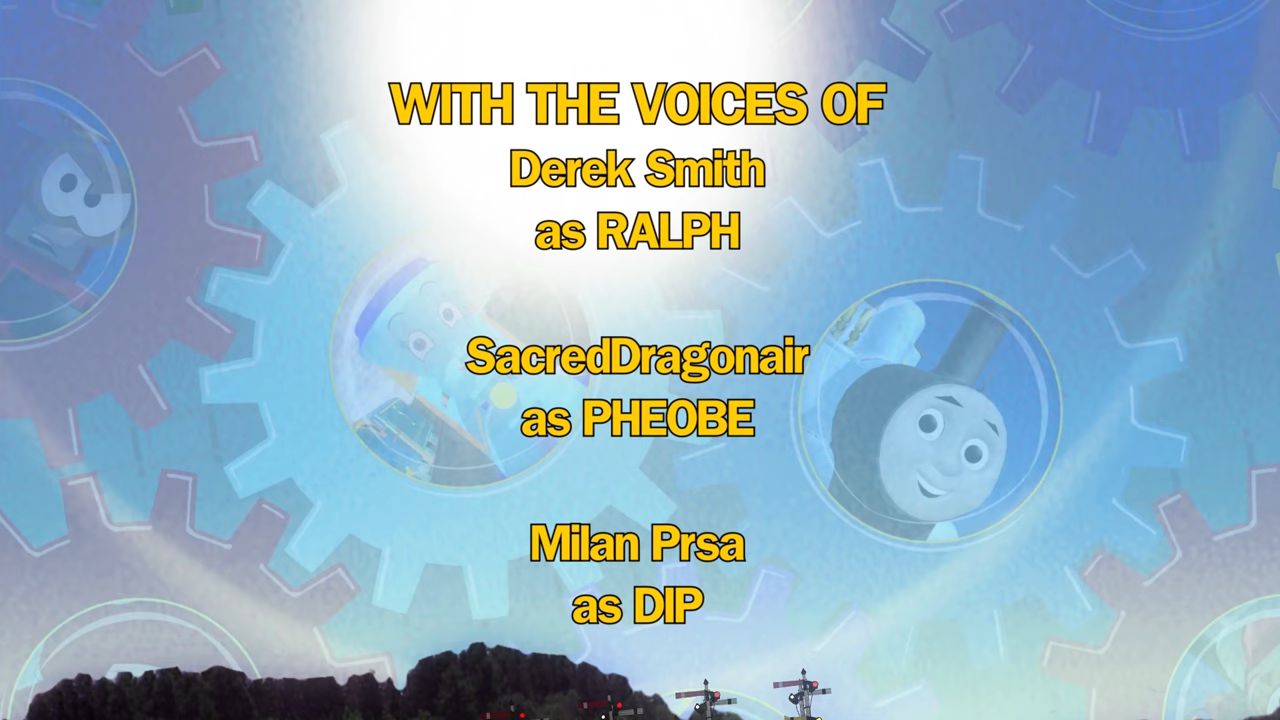 WITH THE VOICES OF
Derek Smith
as RALPH
SacredDragonair
as PHEOBE
Milan Prsa
as DIP